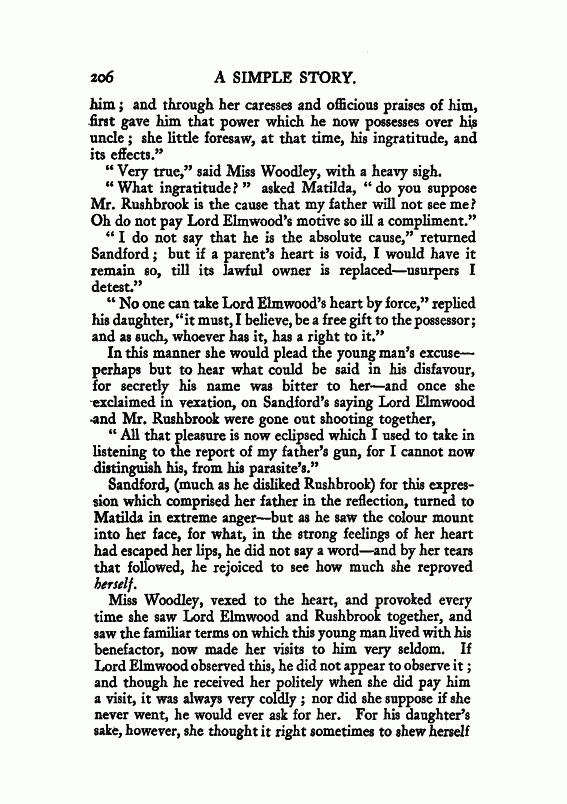 206 A SIMPLE STORY.
him; and through her caresses and officious praises of him,
first gave him that power which he now possesses over his
uncle; she little foresaw, at that time, his ingratitude, and
its effects.”
“Very true,” said Miss Woodley, with a heavy sigh.
“What ingratitude?” asked Matilda, “do you suppose
Mr. Rushbrook is the cause that my father will not see me?
Oh do not pay Lord Elmwood’s motive so ill a compliment.”
“I do not say that he is the absolute cause,” returned
Sandford; but if a parent’s heart is void, I would have it
remain so, till its lawful owner is replaced—usurpers I
detest.”
“No one can take Lord Elmwood’s heart by force,” replied
his daughter, “it must, I believe, be a free gift to the possessor;
and as such, whoever has it, has a right to it.”
In this manner she would plead the young man’s excuse—
perhaps but to hear what could be said in his disfavour,
for secretly his name was bitter to her—and once she
exclaimed in vexation, on Sandford’s saying Lord Elmwood
and Mr. Rushbrook were gone out shooting together,
“All that pleasure is now eclipsed which I used to take in
listening to the report of my father’s gun, for I cannot now
distinguish his, from his parasite’s.”
Sandford, (much as he disliked Rushbrook) for this expres-
sion which comprised her father in the reflection, turned to
Matilda in extreme anger—but as he saw the colour mount
into her face, for what, in the strong feelings of her heart
had escaped her lips, he did not say a word—and by her tears
that followed, he rejoiced to see how much she reproved
herself.
Miss Woodley, vexed to the heart, and provoked every
time she saw Lord Elmwood and Rushbrook together, and
saw the familiar terms on which this young man lived with his
benefactor, now made her visits to him very seldom. If
Lord Elmwood observed this, he did not appear to observe it;
and though he received her politely when she did pay him
a visit, it was always very coldly; nor did she suppose if she
never went, he would ever ask for her. For his daughter’s
sake, however, she thought it right sometimes to shew herself